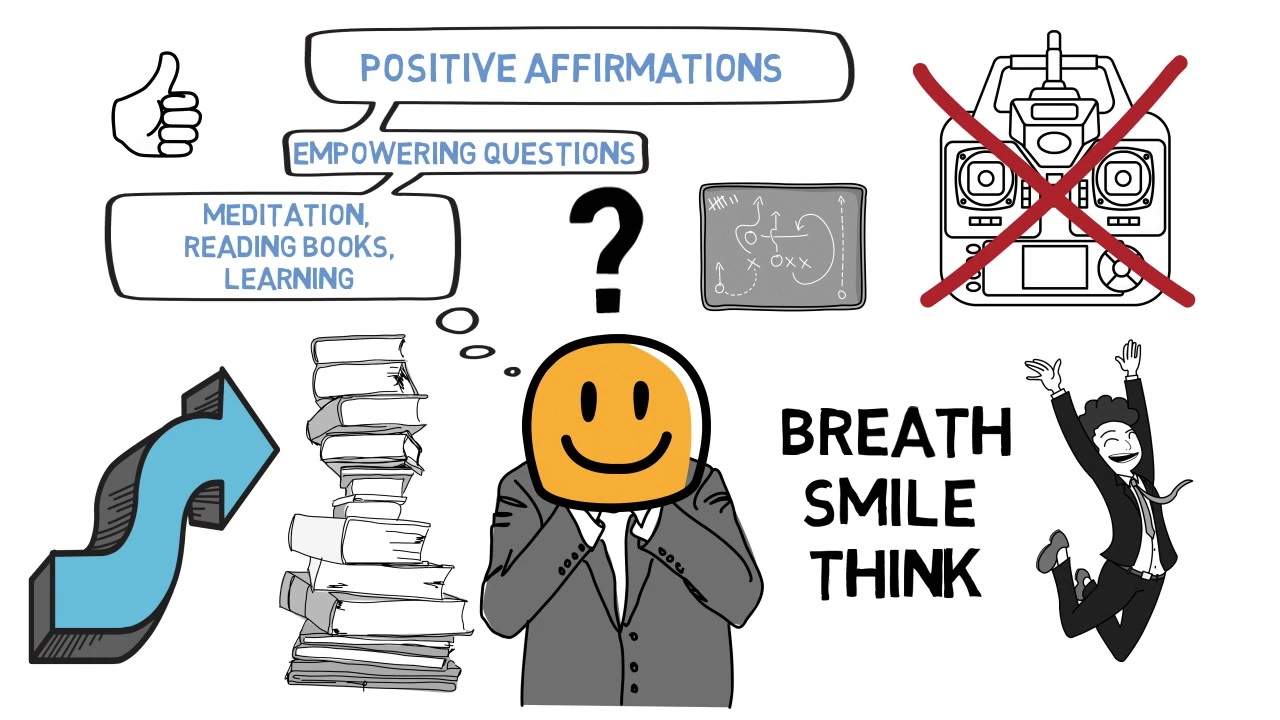 POSITIVE AFFIRMATIONS
EMPOWERING QUESTIONS
MEDITATION,
READING BOOKS,
LEARNING
?
BREATH
SMILE
THINK